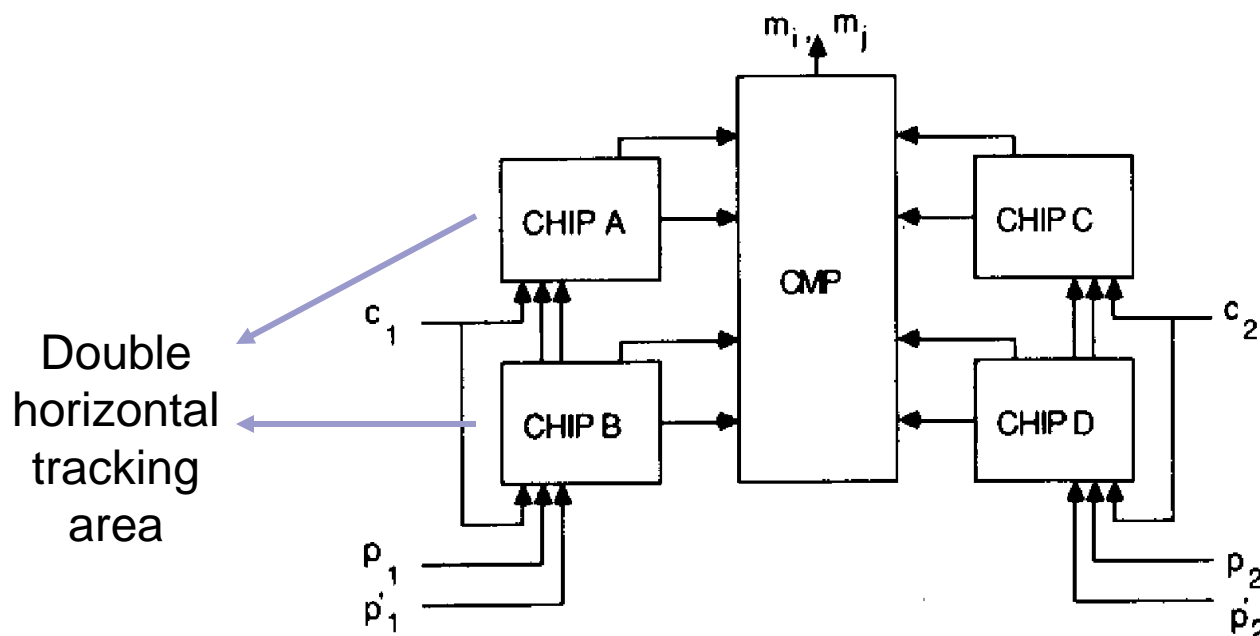 m_i, m_j
CHIP A
CHIP C
CMP
c_1
c_2
Double
horizontal
tracking
area
CHIP B
CHIP D
p_1
p_2
p'_1
p'_2